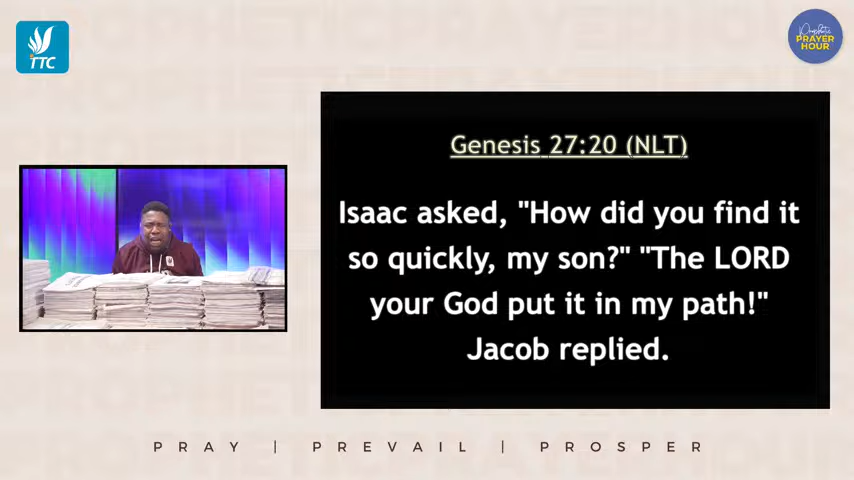 TTC
Prophetic
PRAYER
HOUR
Genesis 27:20 (NLT)
Isaac asked, "How did you find it
so quickly, my son?" "The LORD
your God put it in my path!"
Jacob replied.
PRAY | PREVAIL | PROSPER